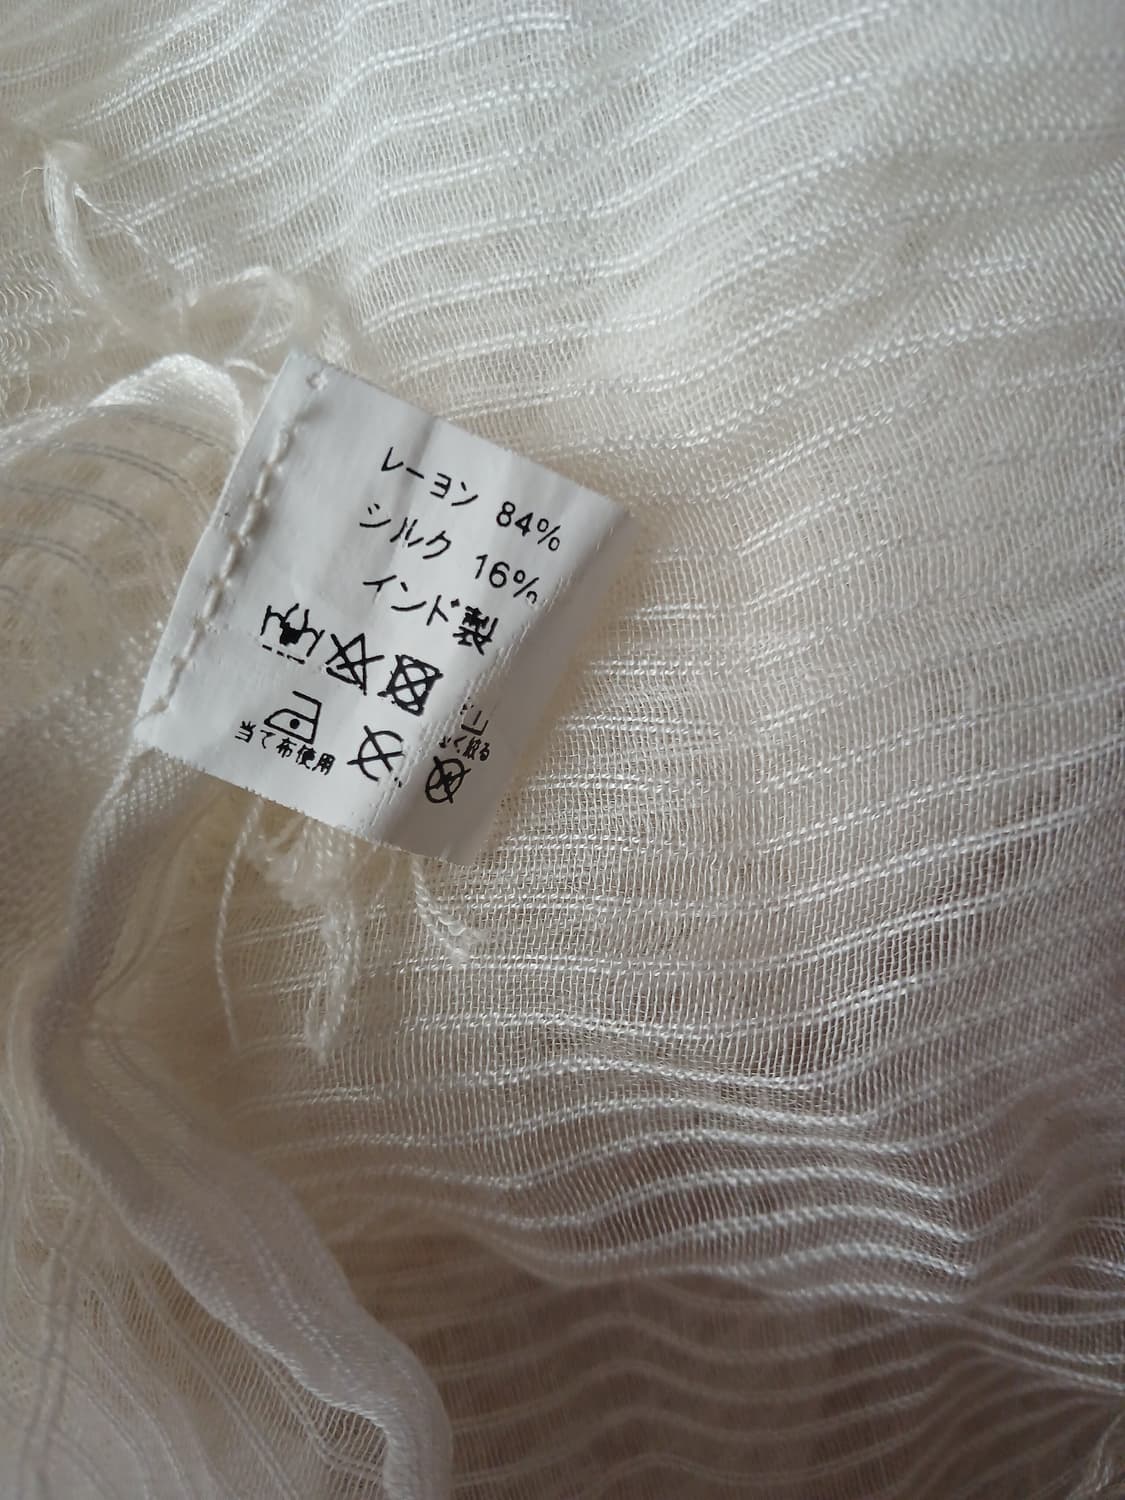 レーヨン 84%
シルク 16%
インド製
当て布使用